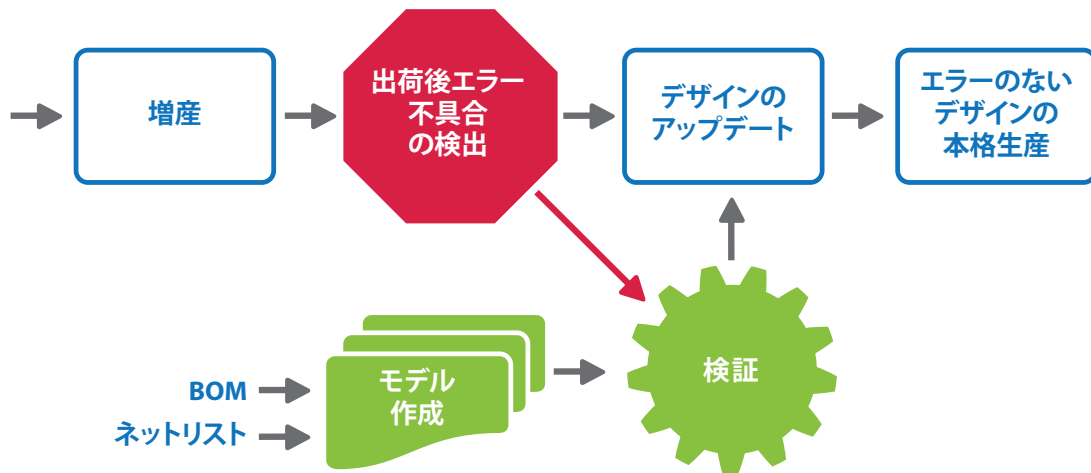 増産
出荷後エラー
不具合
の検出
デザインの
アップデート
エラーのない
デザインの
本格生産
BOM
ネットリスト
モデル
作成
検証